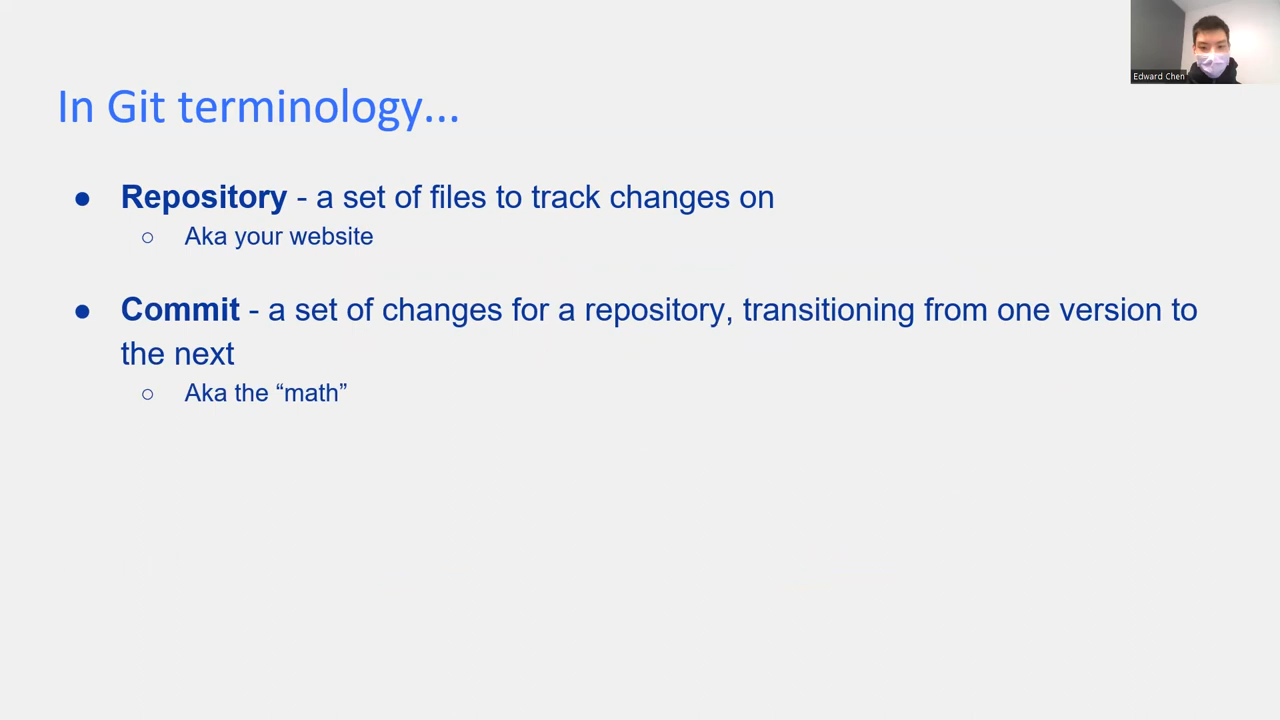 Edward Chen
In Git terminology...
● Repository - a set of files to track changes on
○ Aka your website
● Commit - a set of changes for a repository, transitioning from one version to
the next
○ Aka the “math”